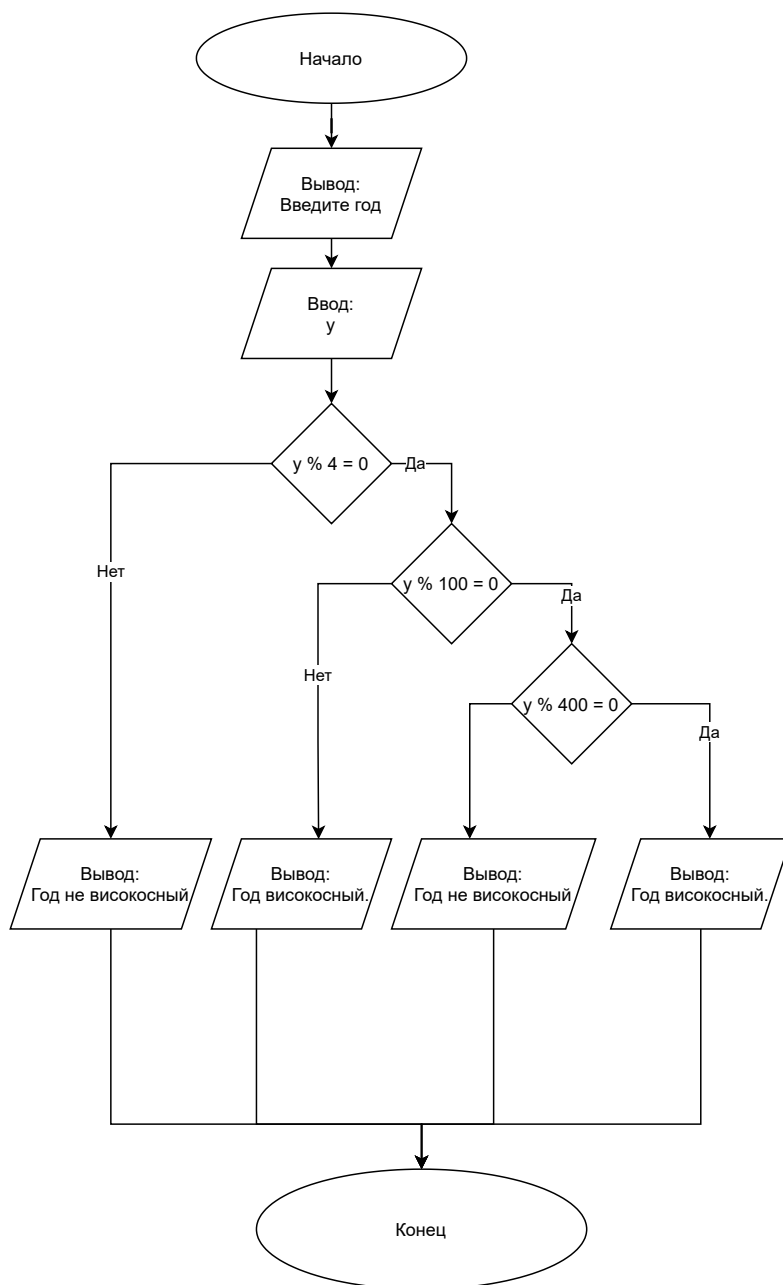 Начало
Вывод:
Введите год
Ввод:
y
y % 4 = 0
Да
Нет
y % 100 = 0
Да
Нет
y % 400 = 0
Да
Вывод:
Год не високосный
Вывод:
Год високосный.
Вывод:
Год не високосный
Вывод:
Год високосный.
Конец